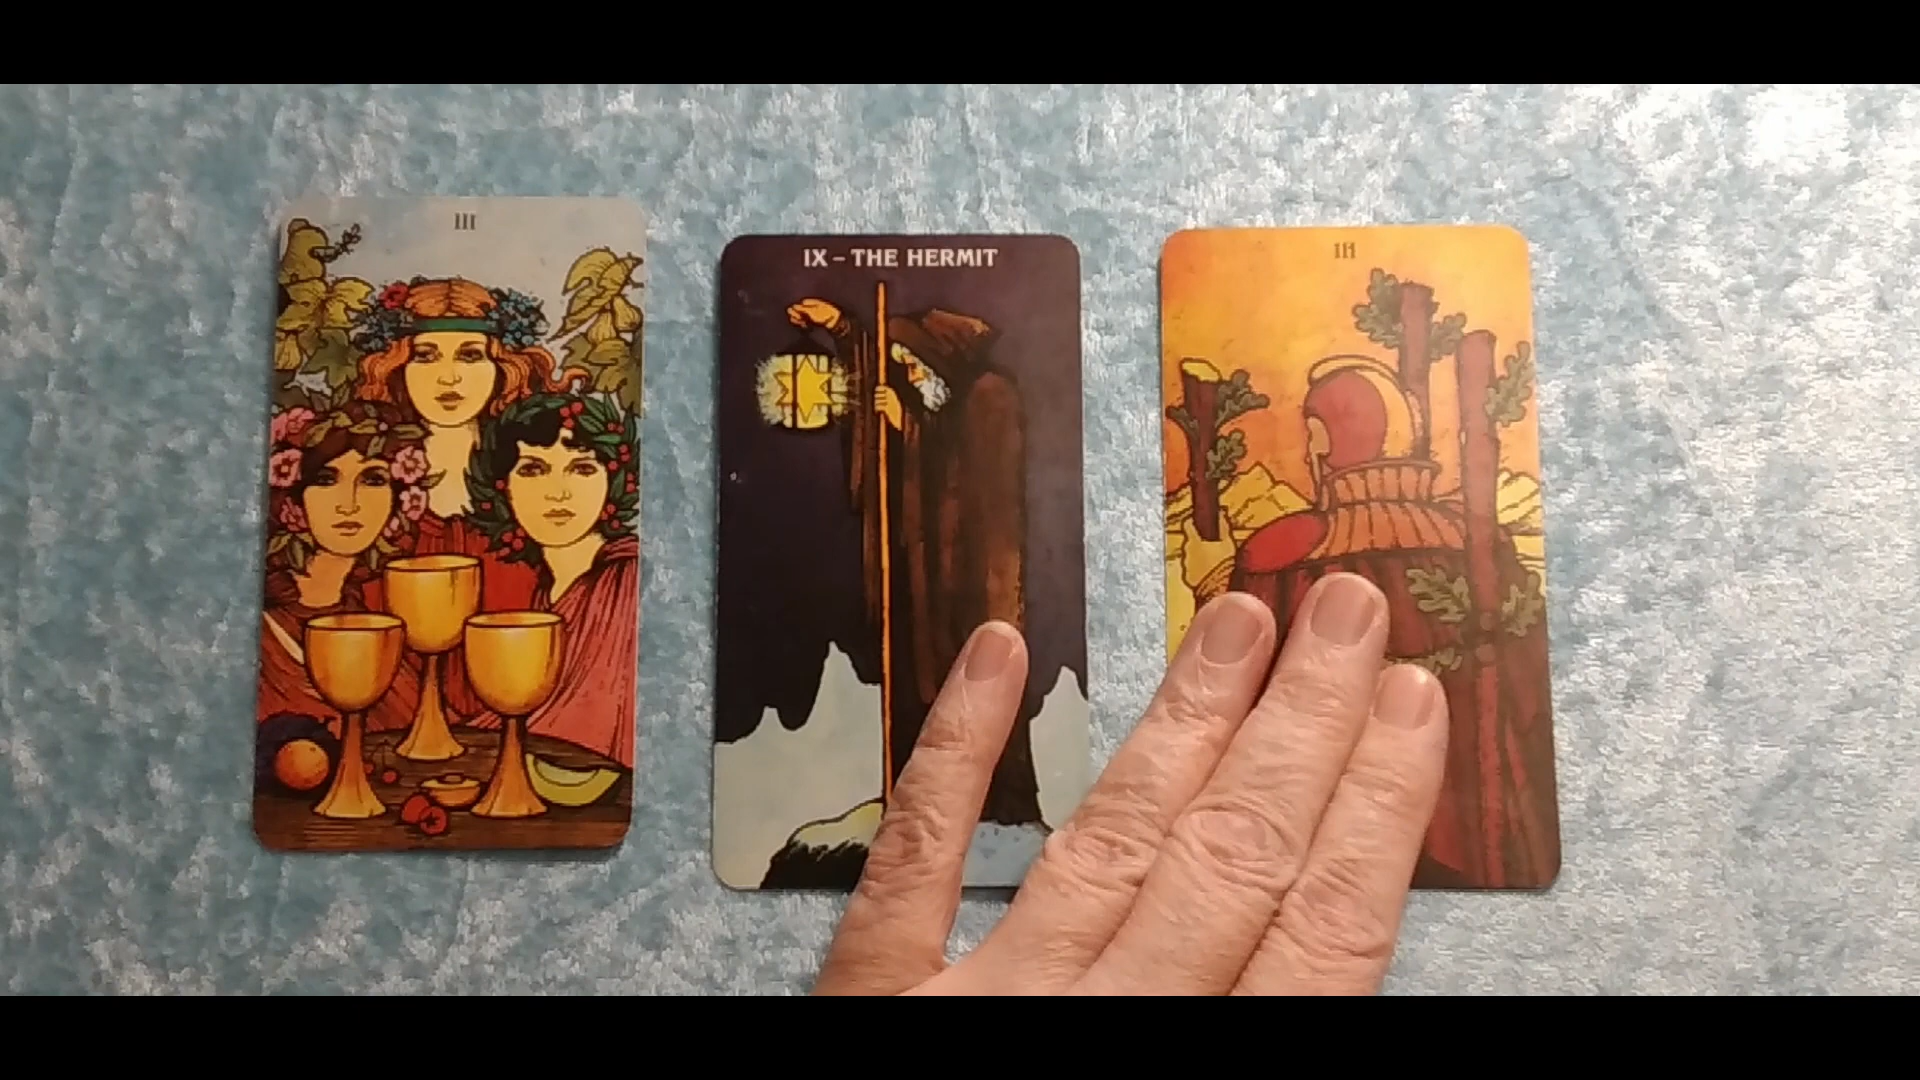 III
IX – THE HERMIT
III